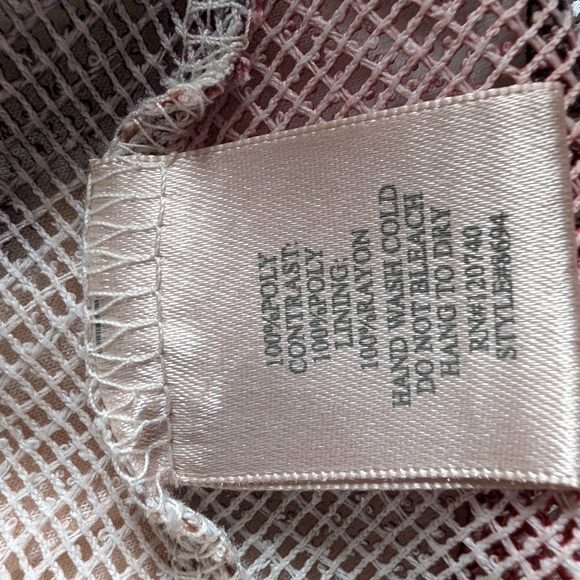 100%POLY
CONTRAST:
100%POLY
LINING:
100%RAYON
HAND WASH COLD
DO NOT BLEACH
HANG TO DRY
RN#120740
STYLE#8694